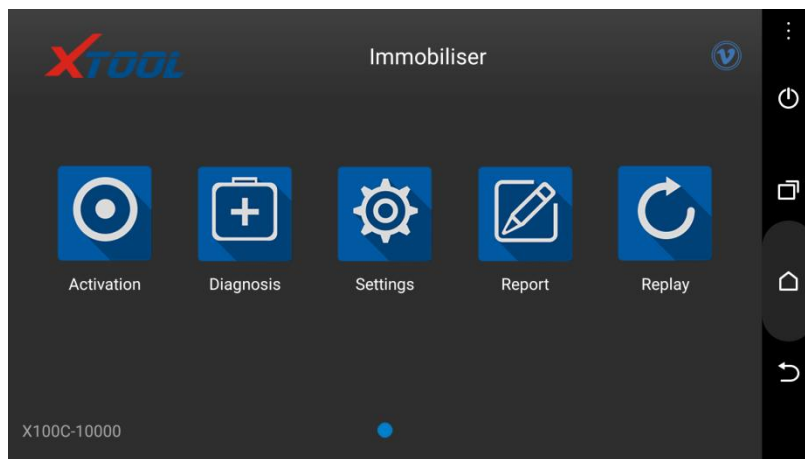 XTOOL
Immobiliser
Activation
Diagnosis
Settings
Report
Replay
X100C-10000